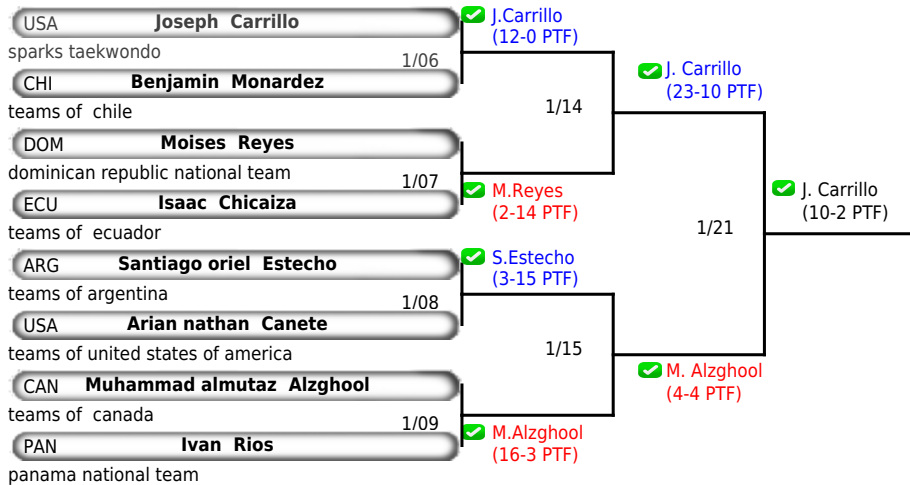 USA Joseph Carrillo
sparks taekwondo
1/06
CHI Benjamin Monardez
teams of chile
DOM Moises Reyes
dominican republic national team
1/07
ECU Isaac Chicaiza
teams of ecuador
ARG Santiago oriel Estecho
teams of argentina
1/08
USA Arian nathan Canete
teams of united states of america
CAN Muhammad almutaz Alzghool
teams of canada
1/09
PAN Ivan Rios
panama national team
J.Carrillo
(12-0 PTF)
1/14
M.Reyes
(2-14 PTF)
S.Estecho
(3-15 PTF)
1/15
M.Alzghool
(16-3 PTF)
J. Carrillo
(23-10 PTF)
1/21
M. Alzghool
(4-4 PTF)
J. Carrillo
(10-2 PTF)